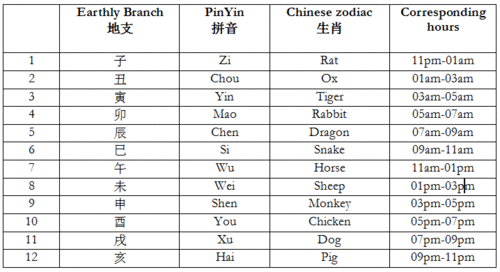 Earthly Branch 地支 PinYin 拼音 Chinese zodiac 生肖 Corresponding hours
1 子 Zi Rat 11pm-01am
2 丑 Chou Ox 01am-03am
3 寅 Yin Tiger 03am-05am
4 卯 Mao Rabbit 05am-07am
5 辰 Chen Dragon 07am-09am
6 巳 Si Snake 09am-11am
7 午 Wu Horse 11am-01pm
8 未 Wei Sheep 01pm-03pm
9 申 Shen Monkey 03pm-05pm
10 酉 You Chicken 05pm-07pm
11 戌 Xu Dog 07pm-09pm
12 亥 Hai Pig 09pm-11pm